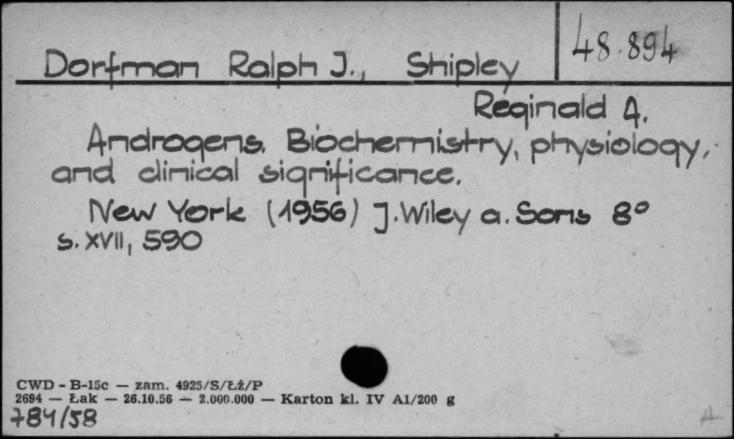 48.894
Dorfman Ralph J., Shipley
Reginald A.
Androgens. Biochemistry, physiology,
and clinical significance.
New York (1956) J. Wiley a. Sons 8°
s. XVII, 590
CWD - B-15c — zam. 4925/S/Łź/P
2694 — Łak — 26.10.56 — 2.000.000 — Karton kl. IV A1/200 g
784/58
A